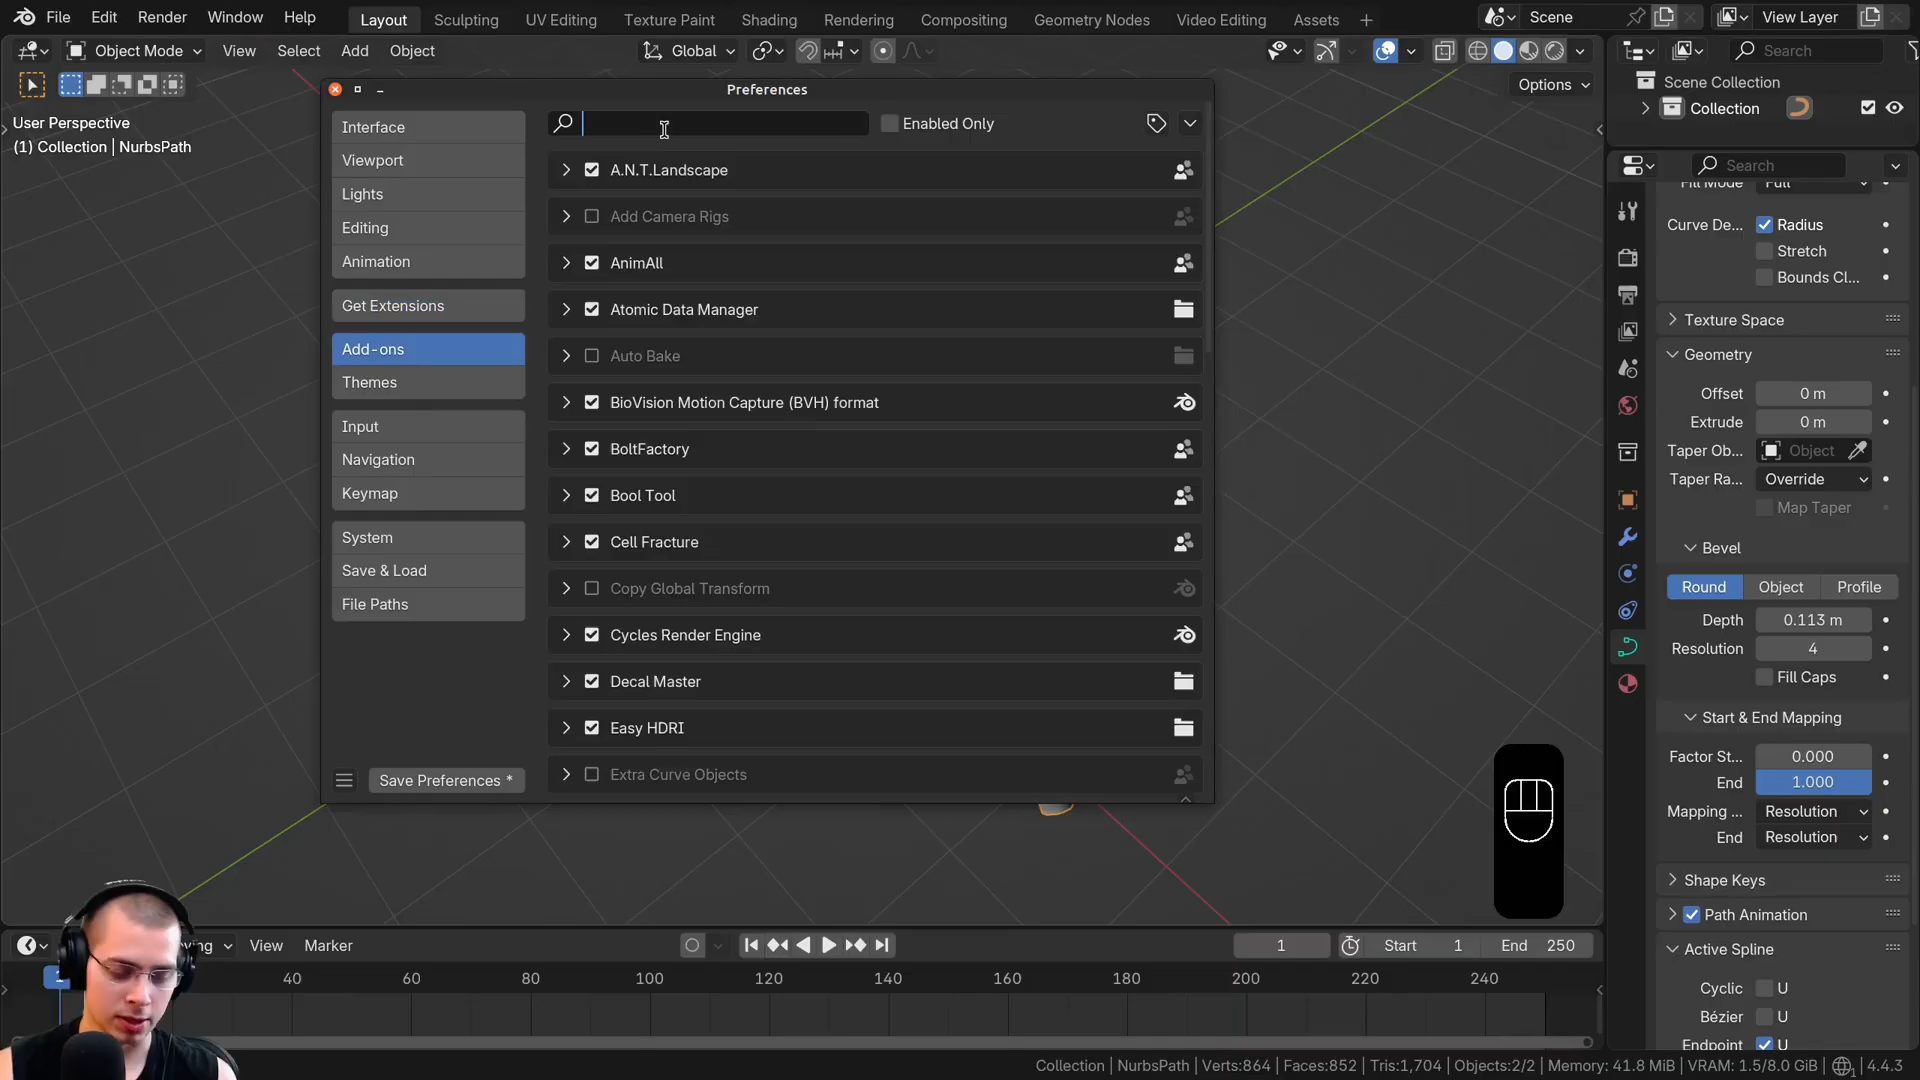 File Edit Render Window Help Layout Sculpting UV Editing Texture Paint Shading Rendering Compositing Geometry Nodes Video Editing Assets + Scene View Layer
Object Mode View Select Add Object Global Search
Options
Scene Collection
Collection
User Perspective
(1) Collection | NurbsPath
Preferences
Interface
Viewport
Lights
Editing
Animation
Get Extensions
Add-ons
Themes
Input
Navigation
Keymap
System
Save & Load
File Paths
Save Preferences *
Enabled Only
A.N.T.Landscape
Add Camera Rigs
AnimAll
Atomic Data Manager
Auto Bake
BioVision Motion Capture (BVH) format
BoltFactory
Bool Tool
Cell Fracture
Copy Global Transform
Cycles Render Engine
Decal Master
Easy HDRI
Extra Curve Objects
Search
Fill Mode Full
Curve De... Radius
Stretch
Bounds Cl...
Texture Space
Geometry
Offset 0 m
Extrude 0 m
Taper Ob... Object
Taper Ra... Override
Map Taper
Bevel
Round Object Profile
Depth 0.113 m
Resolution 4
Fill Caps
Start & End Mapping
Factor St... 0.000
End 1.000
Mapping ... Resolution
End Resolution
Shape Keys
Path Animation
Active Spline
Cyclic U
Bézier U
Endpoint U
View Marker 1 Start 1 End 250
40 60 80 100 120 140 160 180 200 220 240
Collection | NurbsPath | Verts:864 | Faces:852 | Tris:1,704 | Objects:2/2 | Memory: 41.8 MiB | VRAM: 1.5/8.0 GiB | 4.4.3